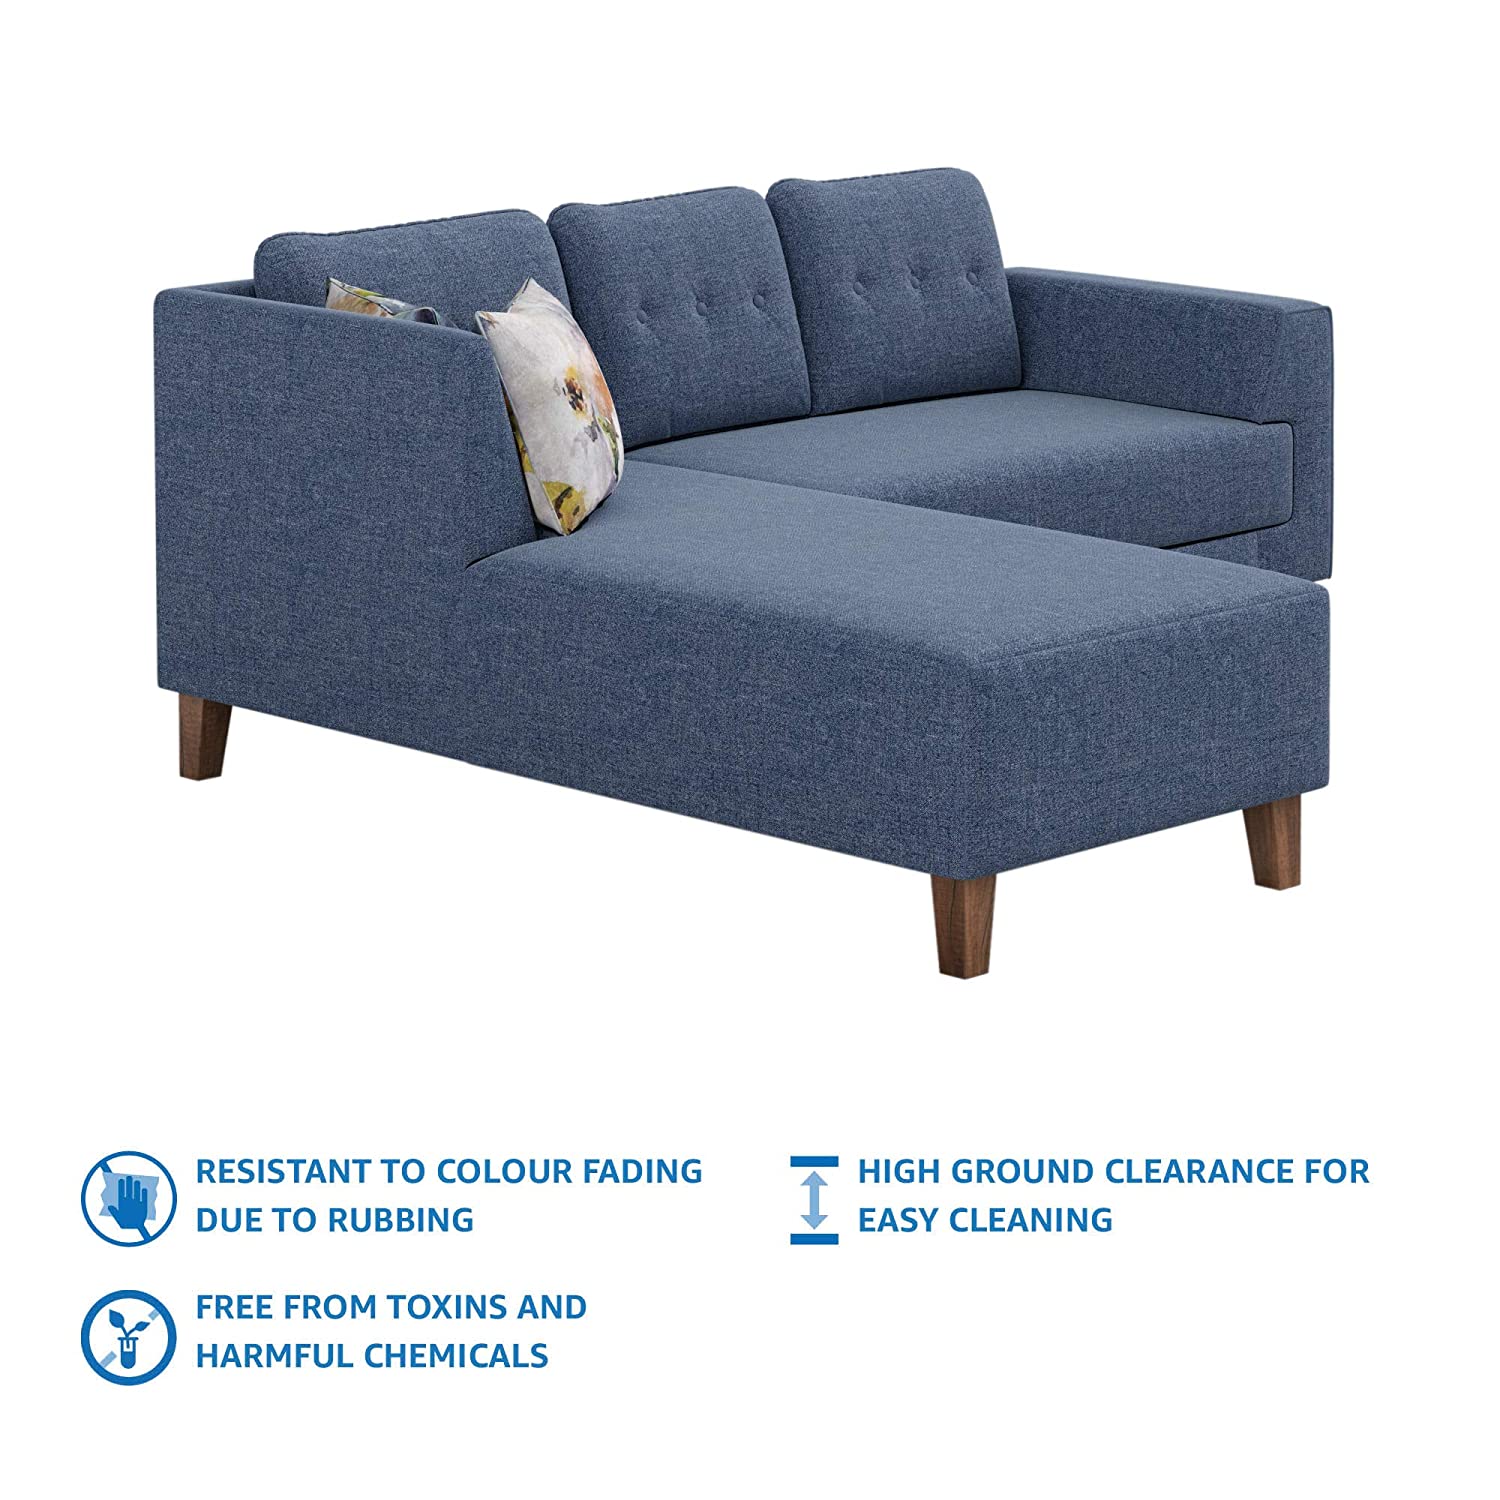 RESISTANT TO COLOUR FADING
DUE TO RUBBING
HIGH GROUND CLEARANCE FOR
EASY CLEANING
FREE FROM TOXINS AND
HARMFUL CHEMICALS